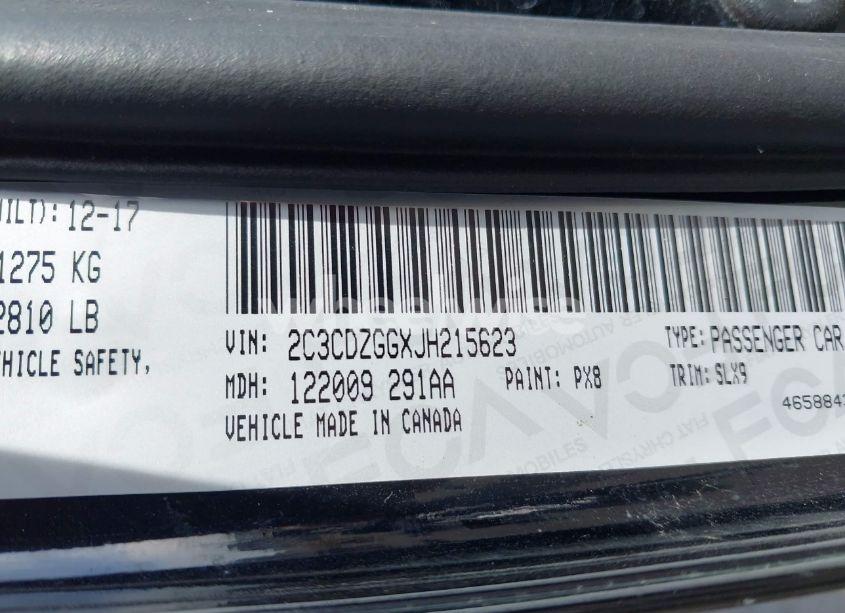 UILT): 12-17
1275 KG
2810 LB
EHICLE SAFETY,
VIN: 2C3CDZGGXJH215623
TYPE: PASSENGER CAR
MDH: 122009 291AA
PAINT: PX8
TRIM: SLX9
VEHICLE MADE IN CANADA
465884